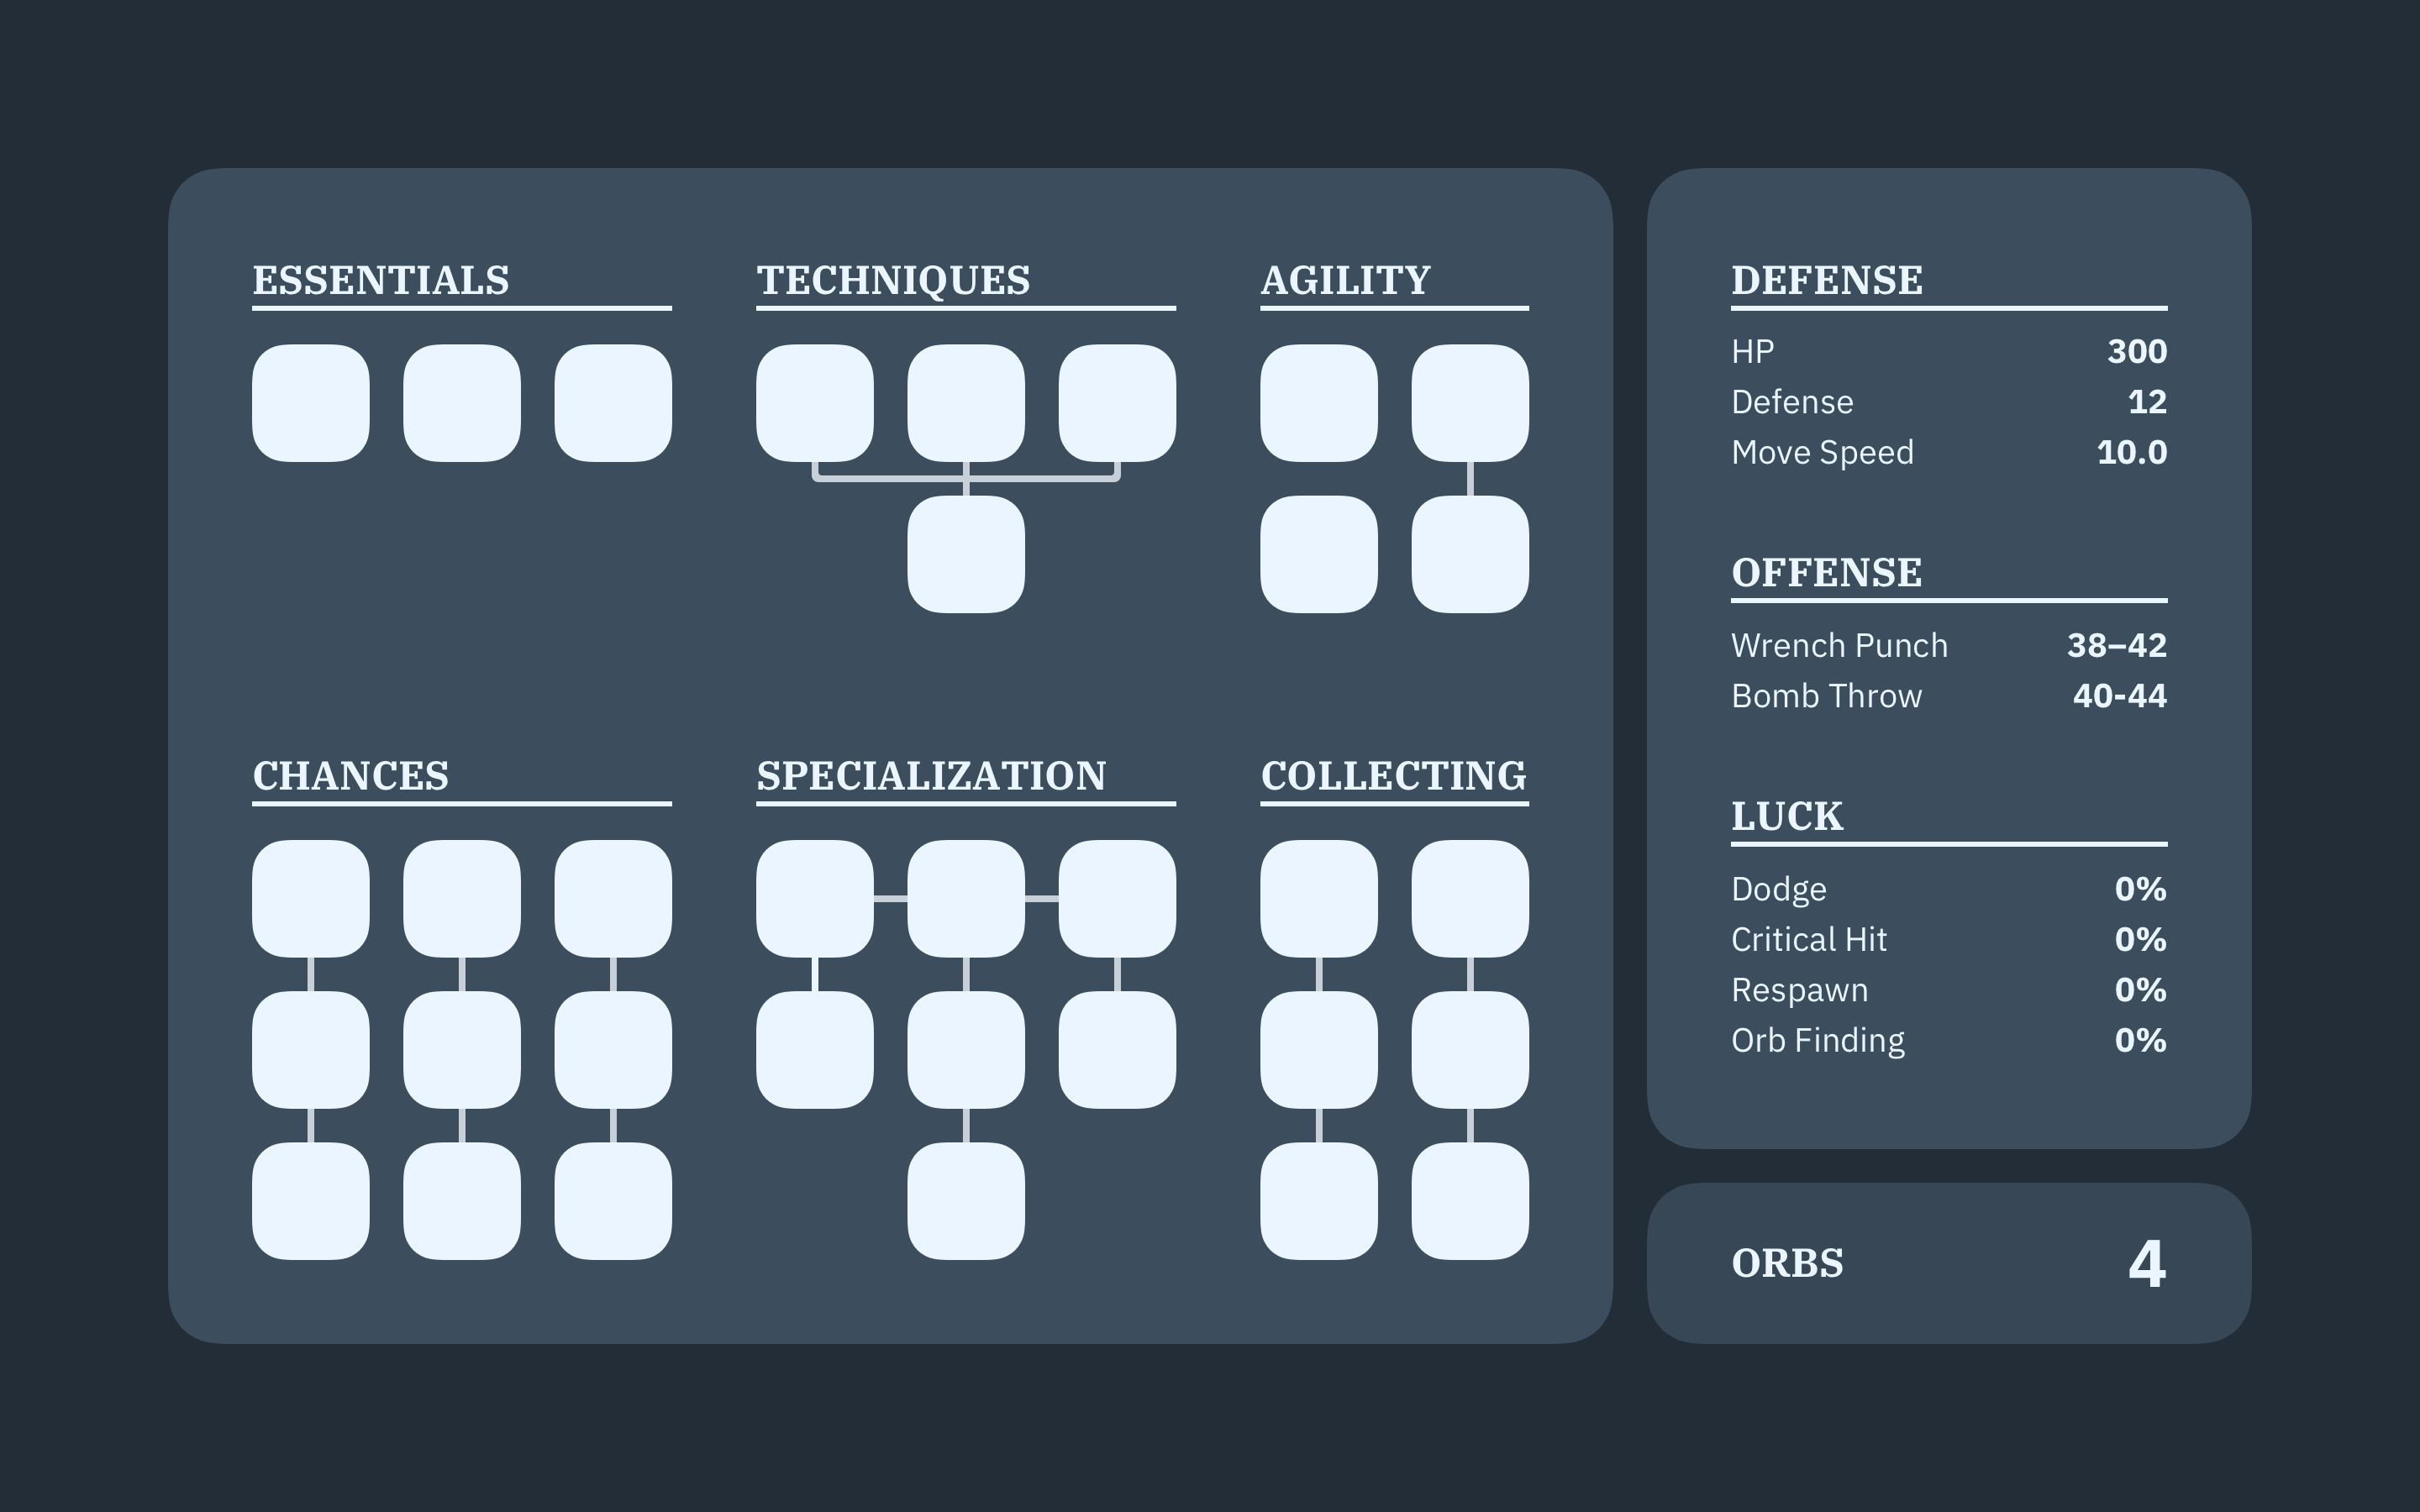 ESSENTIALS
TECHNIQUES
AGILITY
CHANCES
SPECIALIZATION
COLLECTING
DEFENSE
HP 300
Defense 12
Move Speed 10.0
OFFENSE
Wrench Punch 38–42
Bomb Throw 40-44
LUCK
Dodge 0%
Critical Hit 0%
Respawn 0%
Orb Finding 0%
ORBS 4